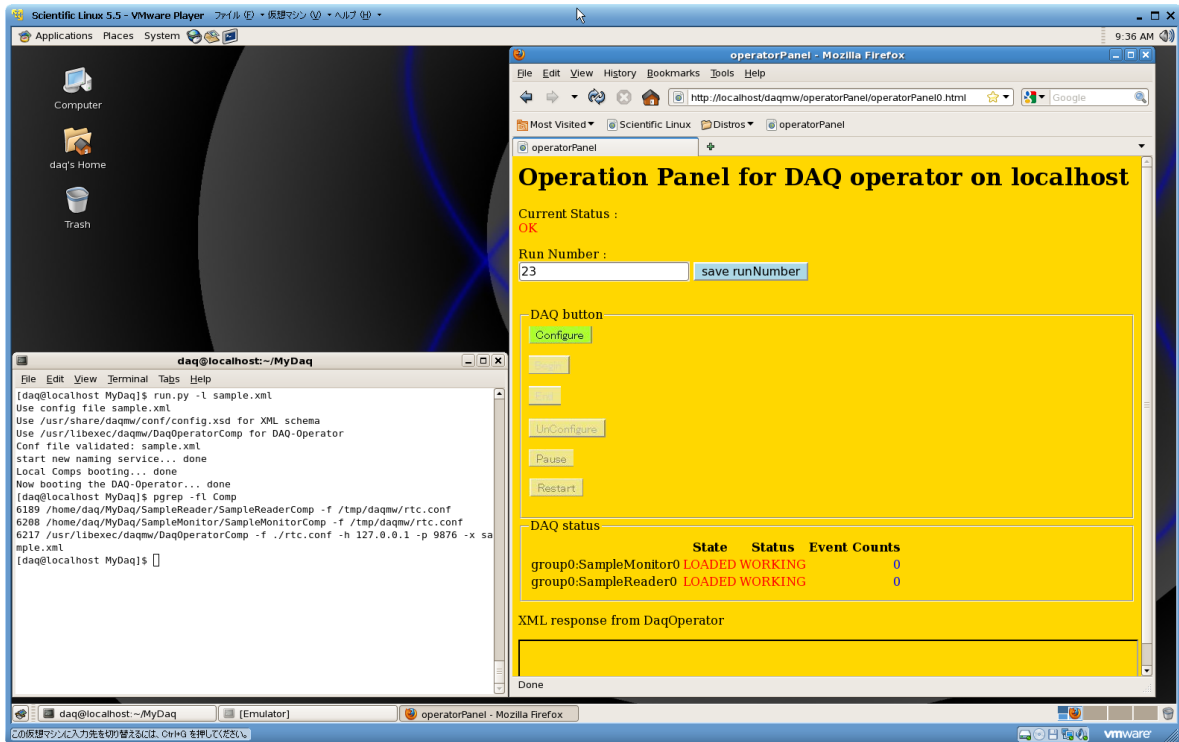 Scientific Linux 5.5 - VMware Player ファイル (F) 仮想マシン (V) ヘルプ (H)
Applications Places System 9:36 AM
Computer
daq's Home
Trash
daq@localhost:~/MyDaq
File Edit View Terminal Tabs Help
[daq@localhost MyDaq]$ run.py -l sample.xml
Use config file sample.xml
Use /usr/share/daqmw/conf/config.xsd for XML schema
Use /usr/libexec/daqmw/DaqOperatorComp for DAQ-Operator
Conf file validated: sample.xml
start new naming service... done
Local Comps booting... done
Now booting the DAQ-Operator... done
[daq@localhost MyDaq]$ pgrep -fl Comp
6189 /home/daq/MyDaq/SampleReader/SampleReaderComp -f /tmp/daqmw/rtc.conf
6208 /home/daq/MyDaq/SampleMonitor/SampleMonitorComp -f /tmp/daqmw/rtc.conf
6217 /usr/libexec/daqmw/DaqOperatorComp -f ./rtc.conf -h 127.0.0.1 -p 9876 -x sa
mple.xml
[daq@localhost MyDaq]$
operatorPanel - Mozilla Firefox
File Edit View History Bookmarks Tools Help
http://localhost/daqmw/operatorPanel/operatorPanel0.html Google
Most Visited Scientific Linux Distros operatorPanel
operatorPanel
Operation Panel for DAQ operator on localhost
Current Status :
OK
Run Number :
23 save runNumber
DAQ button
Configure
Begin
End
UnConfigure
Pause
Restart
DAQ status
State Status Event Counts
group0:SampleMonitor0 LOADED WORKING 0
group0:SampleReader0 LOADED WORKING 0
XML response from DaqOperator
Done
daq@localhost:~/MyDaq [Emulator] operatorPanel - Mozilla Firefox
この仮想マシンに入力先を切り替えるには、Ctrl+G を押してください。 vmware